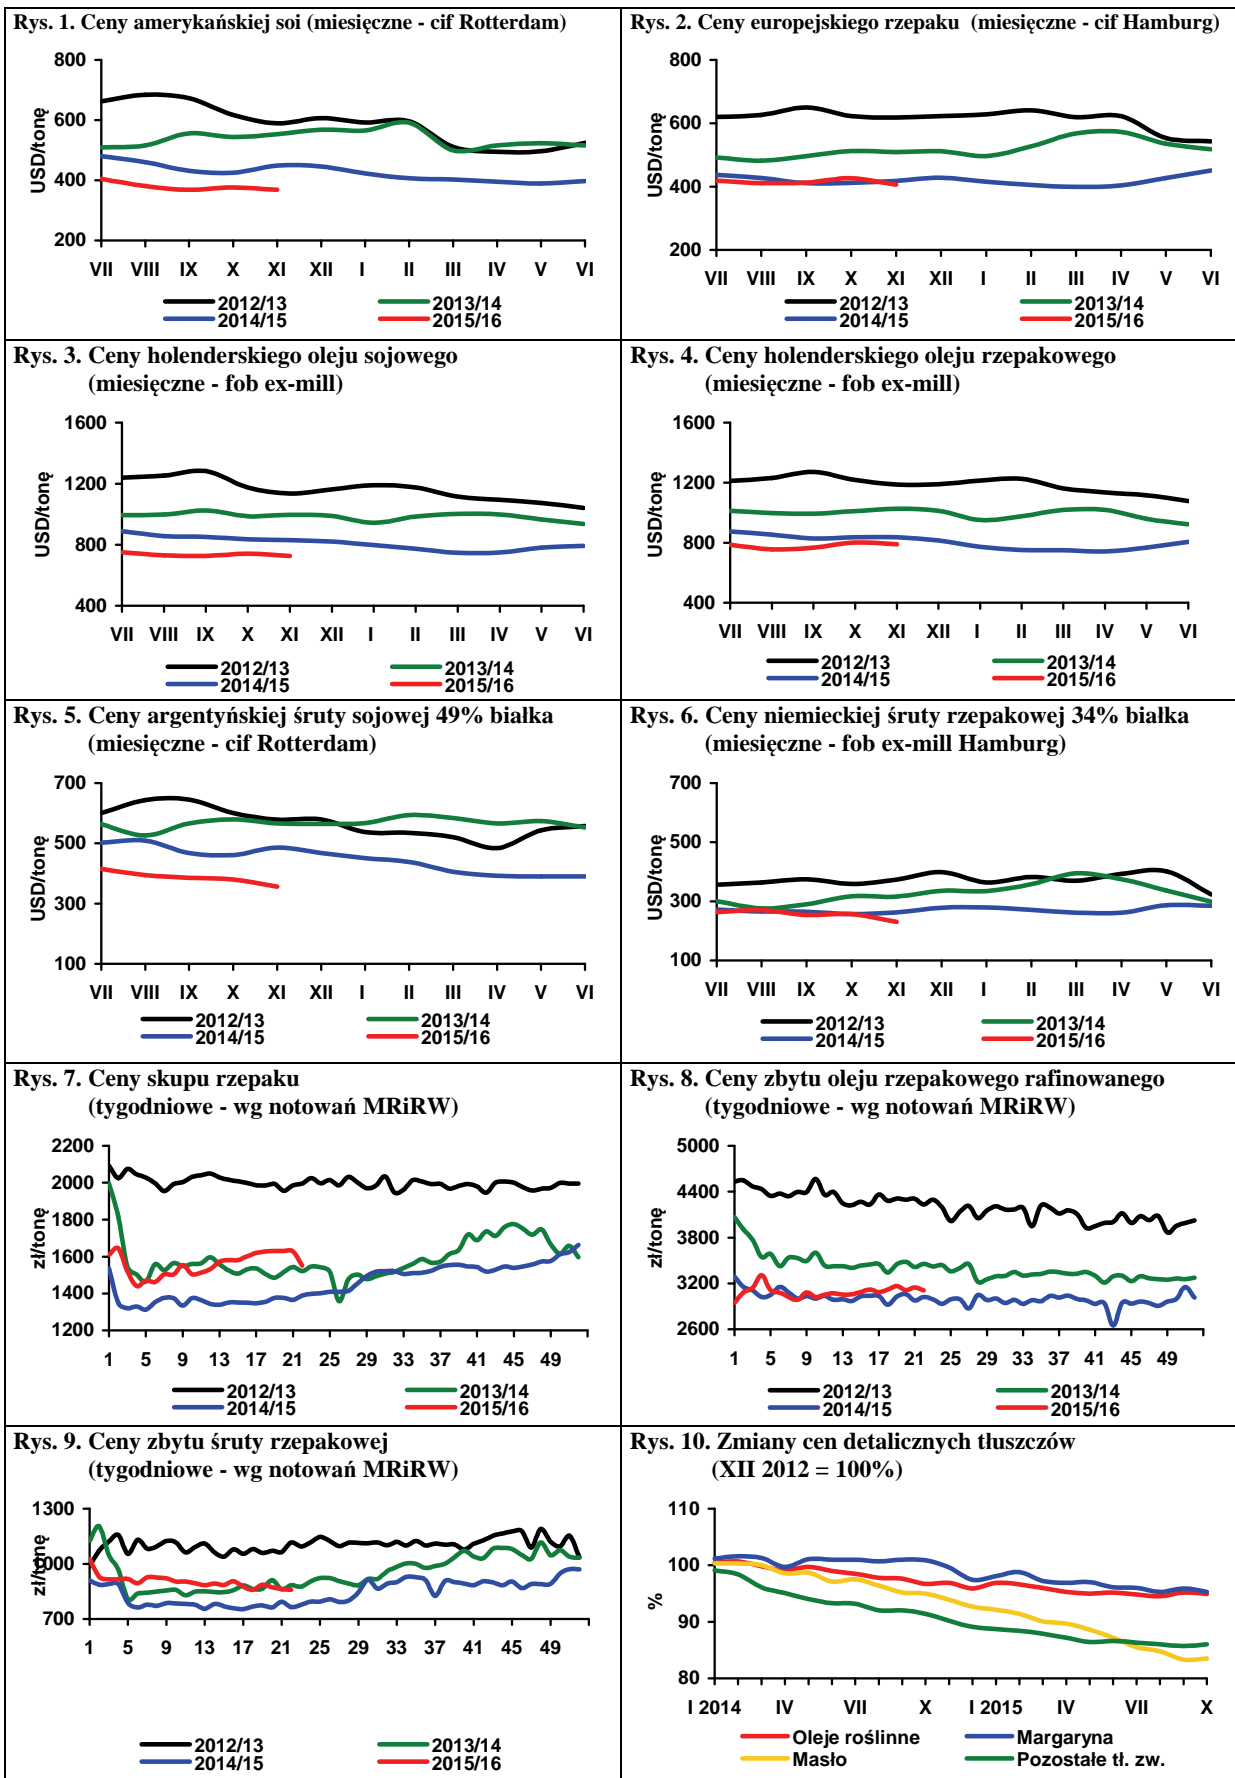 Rys. 1. Ceny amerykańskiej soi (miesięczne - cif Rotterdam)
800
600
400
200
USD/tonę
VII VIII IX X XI XII I II III IV V VI
2012/13 2013/14
2014/15 2015/16
Rys. 2. Ceny europejskiego rzepaku (miesięczne - cif Hamburg)
800
600
400
200
USD/tonę
VII VIII IX X XI XII I II III IV V VI
2012/13 2013/14
2014/15 2015/16
Rys. 3. Ceny holenderskiego oleju sojowego
(miesięczne - fob ex-mill)
1600
1200
800
400
USD/tonę
VII VIII IX X XI XII I II III IV V VI
2012/13 2013/14
2014/15 2015/16
Rys. 4. Ceny holenderskiego oleju rzepakowego
(miesięczne - fob ex-mill)
1600
1200
800
400
USD/tonę
VII VIII IX X XI XII I II III IV V VI
2012/13 2013/14
2014/15 2015/16
Rys. 5. Ceny argentyńskiej śruty sojowej 49% białka
(miesięczne - cif Rotterdam)
700
500
300
100
USD/tonę
VII VIII IX X XI XII I II III IV V VI
2012/13 2013/14
2014/15 2015/16
Rys. 6. Ceny niemieckiej śruty rzepakowej 34% białka
(miesięczne - fob ex-mill Hamburg)
700
500
300
100
USD/tonę
VII VIII IX X XI XII I II III IV V VI
2012/13 2013/14
2014/15 2015/16
Rys. 7. Ceny skupu rzepaku
(tygodniowe - wg notowań MRiRW)
2200
2000
1800
1600
1400
1200
zł/tonę
1 5 9 13 17 21 25 29 33 37 41 45 49
2012/13 2013/14
2014/15 2015/16
Rys. 8. Ceny zbytu oleju rzepakowego rafinowanego
(tygodniowe - wg notowań MRiRW)
5000
4400
3800
3200
2600
zł/tonę
1 5 9 13 17 21 25 29 33 37 41 45 49
2012/13 2013/14
2014/15 2015/16
Rys. 9. Ceny zbytu śruty rzepakowej
(tygodniowe - wg notowań MRiRW)
1300
1000
700
zł/tonę
1 5 9 13 17 21 25 29 33 37 41 45 49
2012/13 2013/14
2014/15 2015/16
Rys. 10. Zmiany cen detalicznych tłuszczów
(XII 2012 = 100%)
110
100
90
80
%
I 2014 IV VII X I 2015 IV VII X
Oleje roślinne Margaryna
Masło Pozostałe tł. zw.